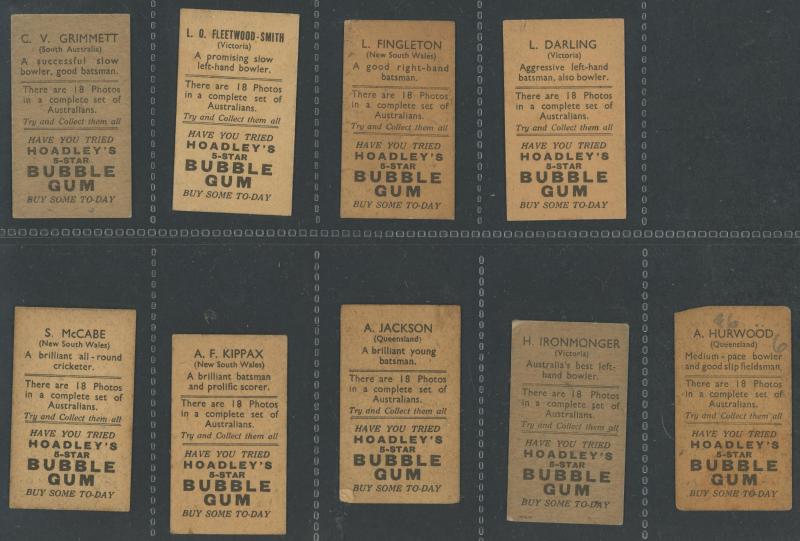 C. V. GRIMMETT
(South Australia)
A successful slow
bowler, good batsman.
There are 18 Photos
in a complete set of
Australians.
Try and Collect them all
HAVE YOU TRIED
HOADLEY'S
5-STAR
BUBBLE
GUM
BUY SOME TO-DAY
L. O. FLEETWOOD-SMITH
(Victoria)
A promising slow
left-hand bowler.
There are 18 Photos
in a complete set of
Australians.
Try and Collect them all
HAVE YOU TRIED
HOADLEY'S
5-STAR
BUBBLE
GUM
BUY SOME TO-DAY
L. FINGLETON
(New South Wales)
A good right-hand
batsman.
There are 18 Photos
in a complete set of
Australians.
Try and Collect them all
HAVE YOU TRIED
HOADLEY'S
5-STAR
BUBBLE
GUM
BUY SOME TO-DAY
L. DARLING
(Victoria)
Aggressive left-hand
batsman, also bowler.
There are 18 Photos
in a complete set of
Australians.
Try and Collect them all
HAVE YOU TRIED
HOADLEY'S
5-STAR
BUBBLE
GUM
BUY SOME TO-DAY
S. McCABE
(New South Wales)
A brilliant all-round
cricketer.
There are 18 Photos
in a complete set of
Australians.
Try and Collect them all
HAVE YOU TRIED
HOADLEY'S
5-STAR
BUBBLE
GUM
BUY SOME TO-DAY
A. F. KIPPAX
(New South Wales)
A brilliant batsman
and prolific scorer.
There are 18 Photos
in a complete set of
Australians.
Try and Collect them all
HAVE YOU TRIED
HOADLEY'S
5-STAR
BUBBLE
GUM
BUY SOME TO-DAY
A. JACKSON
(Queensland)
A brilliant young
batsman.
There are 18 Photos
in a complete set of
Australians.
Try and Collect them all
HAVE YOU TRIED
HOADLEY'S
5-STAR
BUBBLE
GUM
BUY SOME TO-DAY
H. IRONMONGER
(Victoria)
Australia's best left-
hand bowler.
There are 18 Photos
in a complete set of
Australians.
Try and Collect them all
HAVE YOU TRIED
HOADLEY'S
5-STAR
BUBBLE
GUM
BUY SOME TO-DAY
A. HURWOOD
(Queensland)
Medium-pace bowler
and good slip fieldsman.
There are 18 Photos
in a complete set of
Australians.
Try and Collect them all
HAVE YOU TRIED
HOADLEY'S
5-STAR
BUBBLE
GUM
BUY SOME TO-DAY